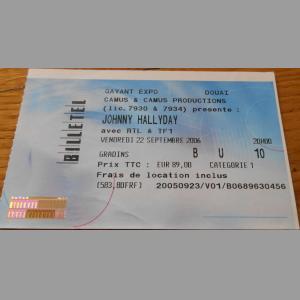 BILLETEL
GAYANT EXPO DOUAI
CAMUS & CAMUS PRODUCTIONS
(lic.7930 & 7934) presente :
JOHNNY HALLYDAY
avec RTL & TF1
VENDREDI 22 SEPTEMBRE 2006 20H00
GRADINS B U 10
Prix TTC : EUR 89,00 CATEGORIE 1
Frais de location inclus
(583.80FRF) 20050923/V01/B0689630456